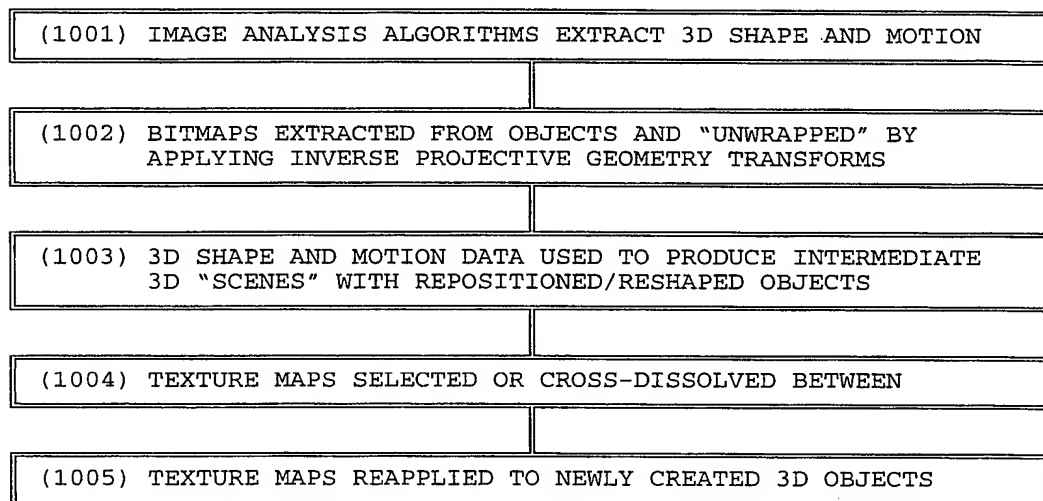 (1001) IMAGE ANALYSIS ALGORITHMS EXTRACT 3D SHAPE AND MOTION
(1002) BITMAPS EXTRACTED FROM OBJECTS AND "UNWRAPPED" BY
APPLYING INVERSE PROJECTIVE GEOMETRY TRANSFORMS
(1003) 3D SHAPE AND MOTION DATA USED TO PRODUCE INTERMEDIATE
3D "SCENES" WITH REPOSITIONED/RESHAPED OBJECTS
(1004) TEXTURE MAPS SELECTED OR CROSS-DISSOLVED BETWEEN
(1005) TEXTURE MAPS REAPPLIED TO NEWLY CREATED 3D OBJECTS